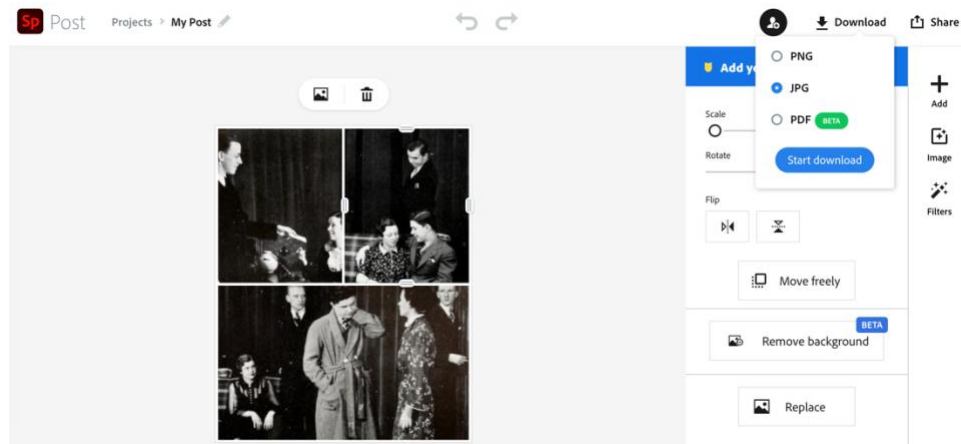 Sp Post Projects > My Post Download Share
PNG
Add
JPG
Add
Scale
PDF BETA
Image
Rotate
Start download
Filters
Flip
Move freely
BETA
Remove background
Replace